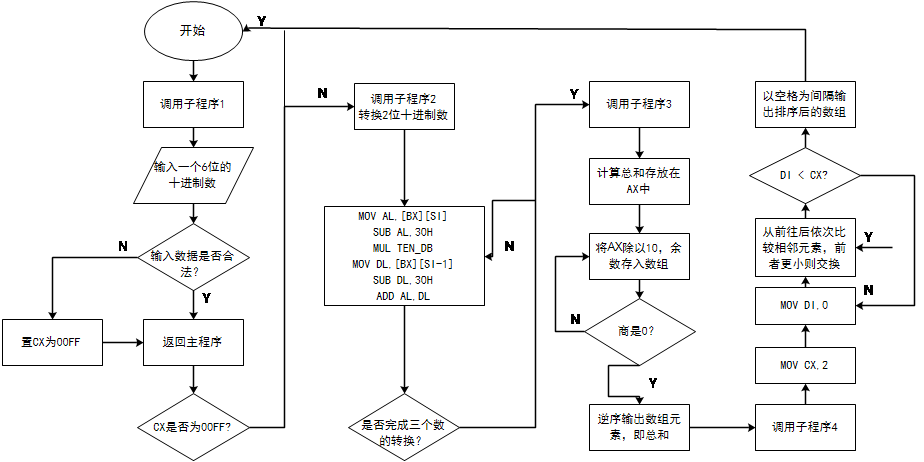 开始
Y
调用子程序1
输入一个6位的
十进制数
输入数据是否合
法？
N
Y
置CX为00FF
返回主程序
CX是否为00FF？
N
调用子程序2
转换2位十进制数
MOV AL,[BX][SI]
SUB AL,30H
MUL TEN_DB
MOV DL,[BX][SI-1]
SUB DL,30H
ADD AL,DL
N
是否完成三个数
的转换？
Y
调用子程序3
计算总和存放在
AX中
将AX除以10，余
数存入数组
商是0？
N
Y
逆序输出数组元
素，即总和
调用子程序4
MOV CX,2
MOV DI,0
从前往后依次比
较相邻元素，前
者更小则交换
Y
N
DI < CX？
以空格为间隔输
出排序后的数组